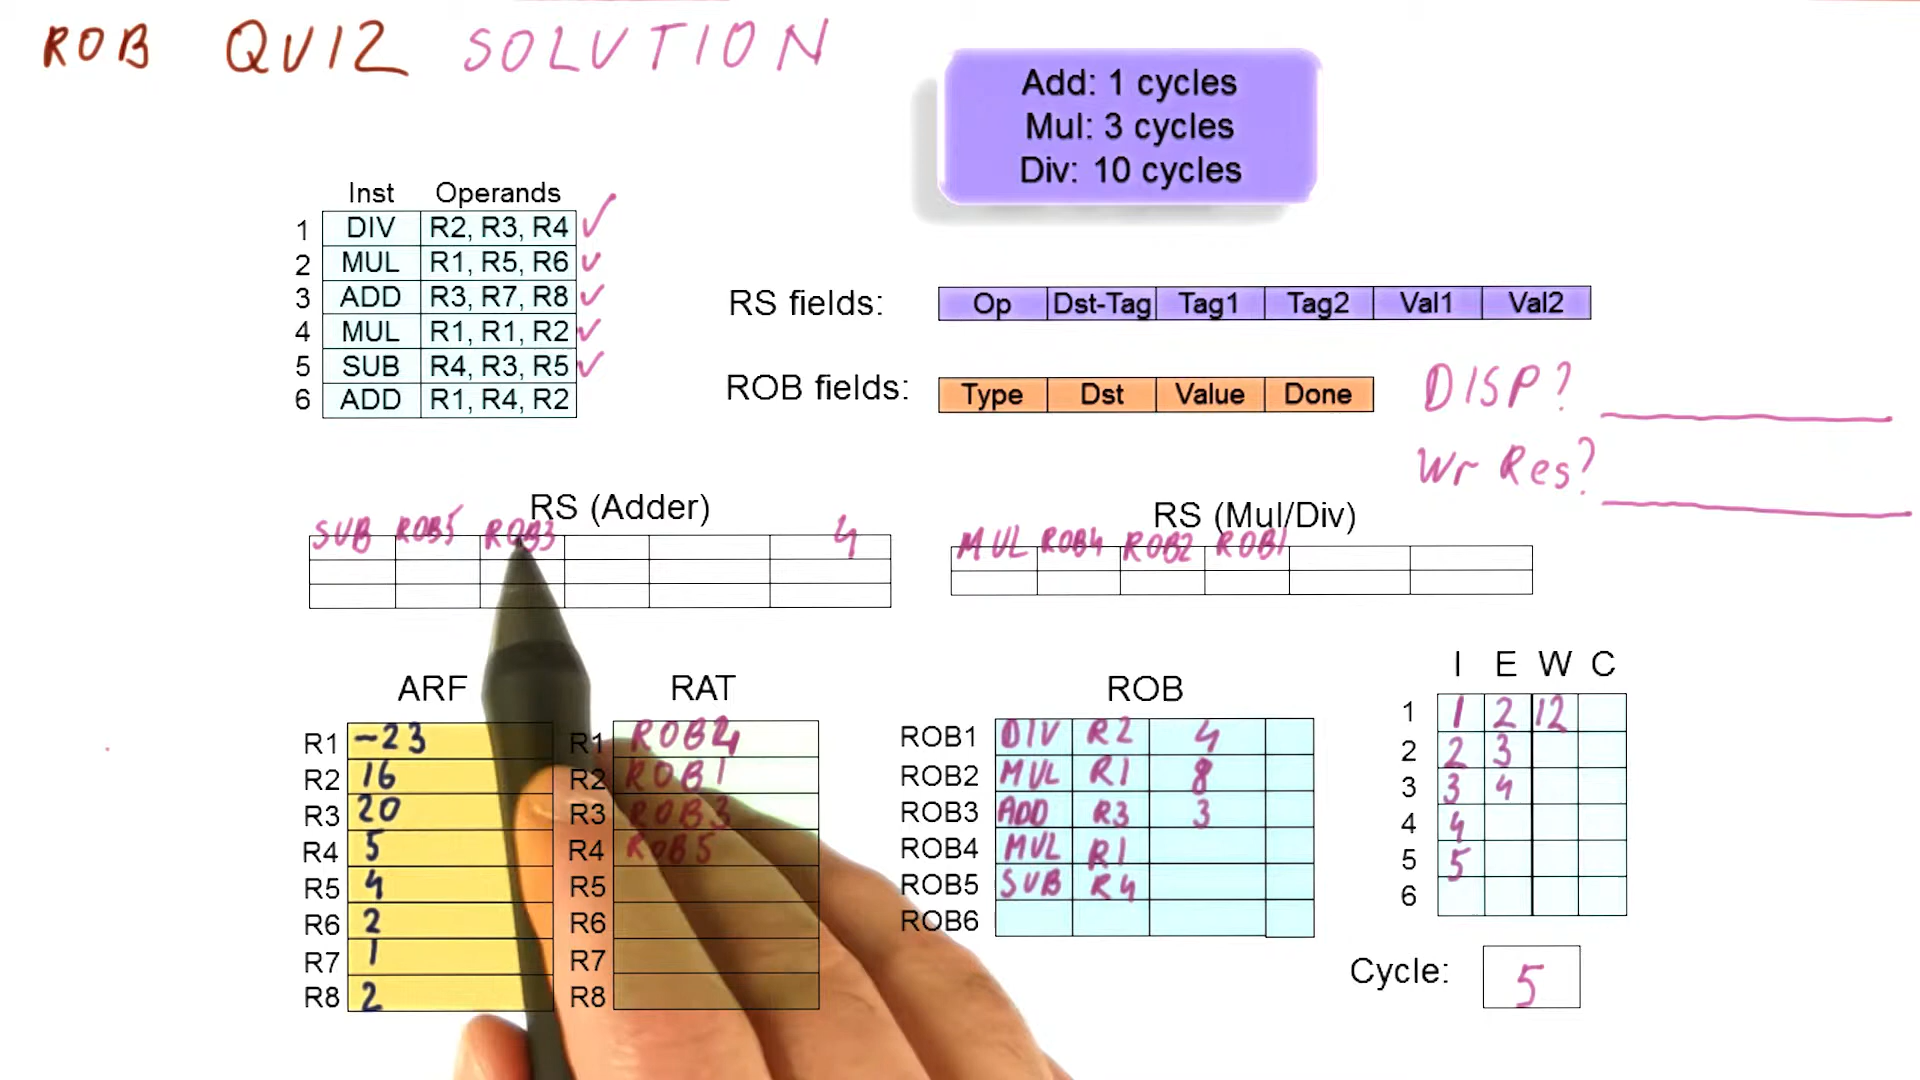 ROB QUIZ SOLUTION
Add: 1 cycles
Mul: 3 cycles
Div: 10 cycles
Inst Operands
1 DIV R2, R3, R4 ✓
2 MUL R1, R5, R6 ✓
3 ADD R3, R7, R8 ✓
4 MUL R1, R1, R2 ✓
5 SUB R4, R3, R5 ✓
6 ADD R1, R4, R2
RS fields: Op Dst-Tag Tag1 Tag2 Val1 Val2
ROB fields: Type Dst Value Done
DISP?
Wr Res?
RS (Adder)
SUB ROB5 ROB3 4
RS (Mul/Div)
MUL ROB4 ROB2 ROB1
ARF
R1 -23
R2 16
R3 20
R4 5
R5 4
R6 2
R7 1
R8 2
RAT
R1 ROB4
R2 ROB1
R3 ROB3
R4 ROB5
R5
R6
R7
R8
ROB
ROB1 DIV R2 4
ROB2 MUL R1 8
ROB3 ADD R3 3
ROB4 MUL R1
ROB5 SUB R4
ROB6
I E W C
1 1 2 12
2 2 3
3 3 4
4 4
5 5
6
Cycle: 5